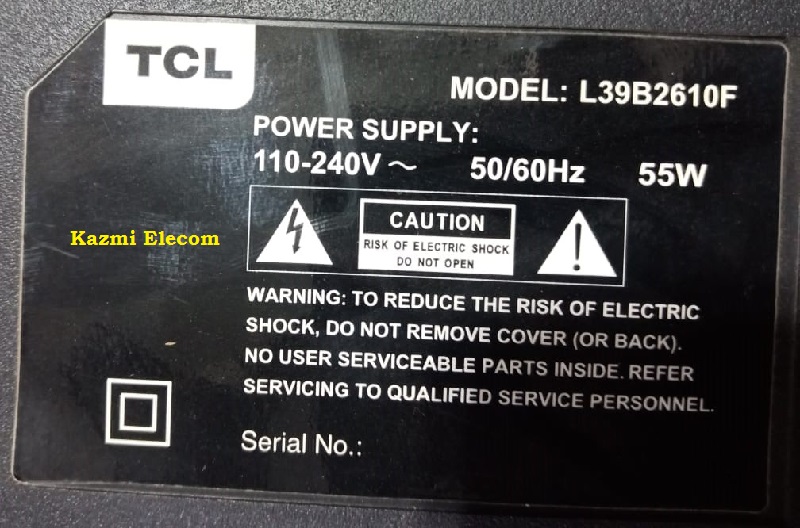 TCL
MODEL: L39B2610F
POWER SUPPLY:
110-240V ~ 50/60Hz 55W
CAUTION
RISK OF ELECTRIC SHOCK
DO NOT OPEN
Kazmi Elecom
WARNING: TO REDUCE THE RISK OF ELECTRIC
SHOCK, DO NOT REMOVE COVER (OR BACK).
NO USER SERVICEABLE PARTS INSIDE. REFER
SERVICING TO QUALIFIED SERVICE PERSONNEL.
Serial No.: